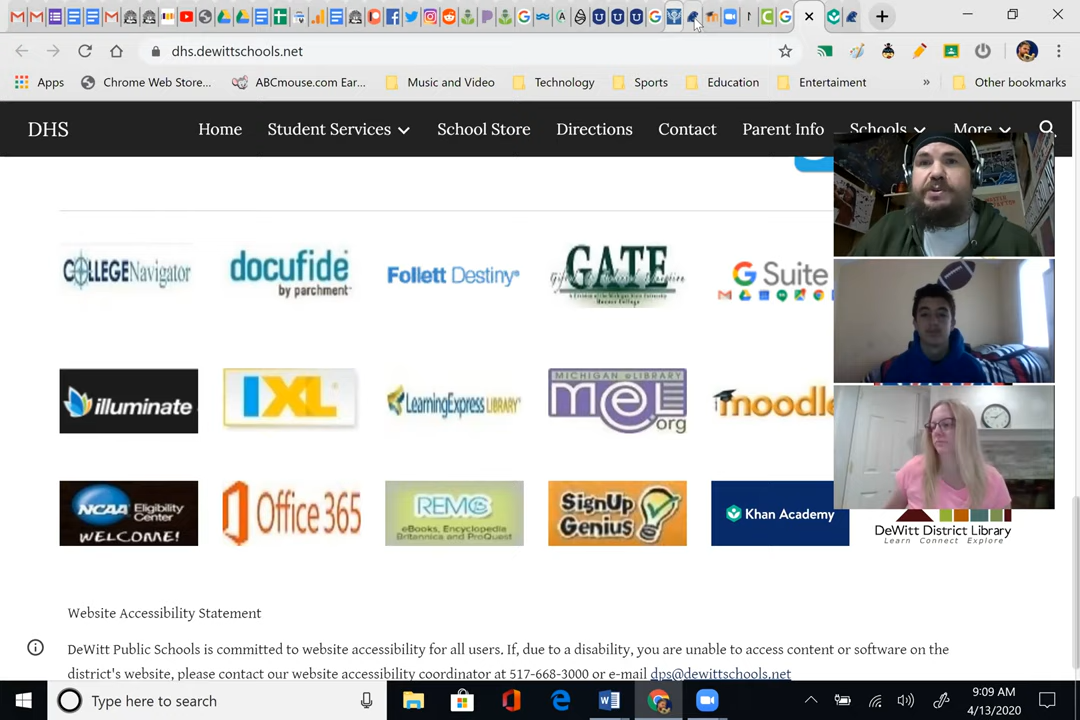 dhs.dewittschools.net
Apps
Chrome Web Store...
ABCmouse.com Ear...
Music and Video
Technology
Sports
Education
Entertaiment
»
Other bookmarks
DHS
Home
Student Services
School Store
Directions
Contact
Parent Info
Schools
More
COLLEGE Navigator
docufide
by parchment™
Follett Destiny®
GATE
G Suite
illuminate
IXL
LearningExpress LIBRARY
MICHIGAN eLIBRARY
MeL
.org
moodle
NCAA
Eligibility
Center
WELCOME!
Office 365
REMC
eBooks, Encyclopedia
Britannica and ProQuest
SignUp
Genius
Khan Academy
DeWitt District Library
Learn Connect Explore
Website Accessibility Statement
DeWitt Public Schools is committed to website accessibility for all users. If, due to a disability, you are unable to access content or software on the
district's website, please contact our website accessibility coordinator at 517-668-3000 or e-mail dps@dewittschools.net
Type here to search
9:09 AM
4/13/2020